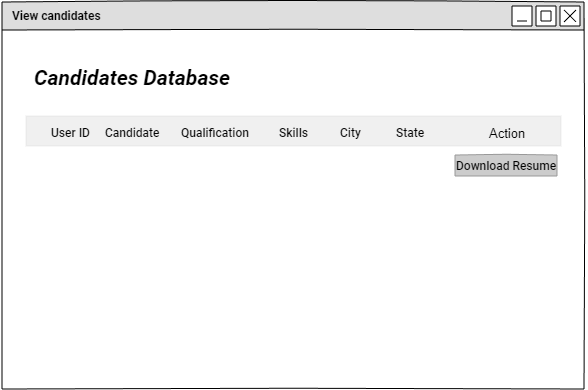 View candidates
Candidates Database
User ID Candidate Qualification Skills City State Action
Download Resume